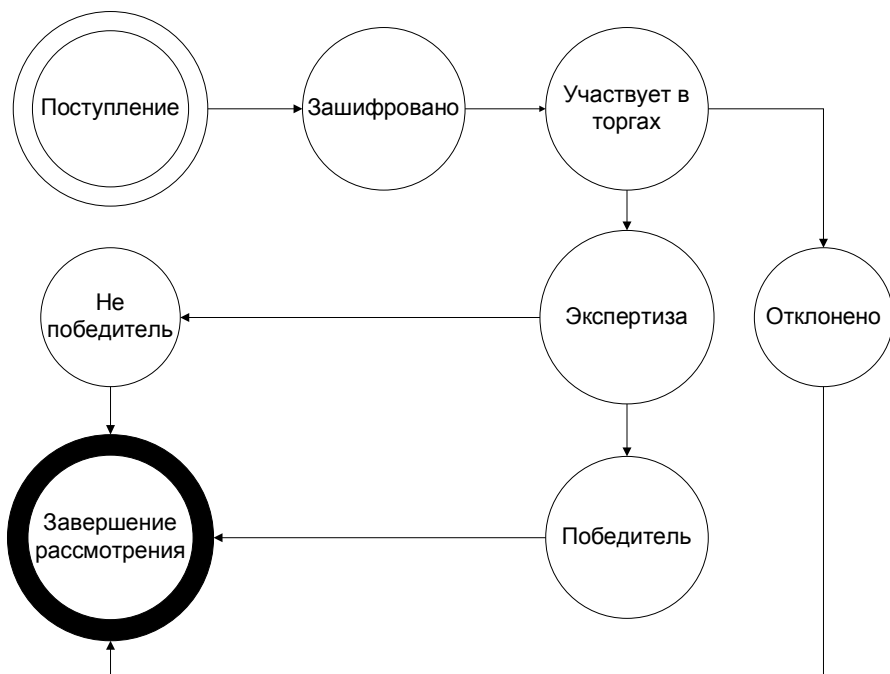 Поступление
Зашифровано
Участвует в
торгах
Не
победитель
Экспертиза
Отклонено
Завершение
рассмотрения
Победитель